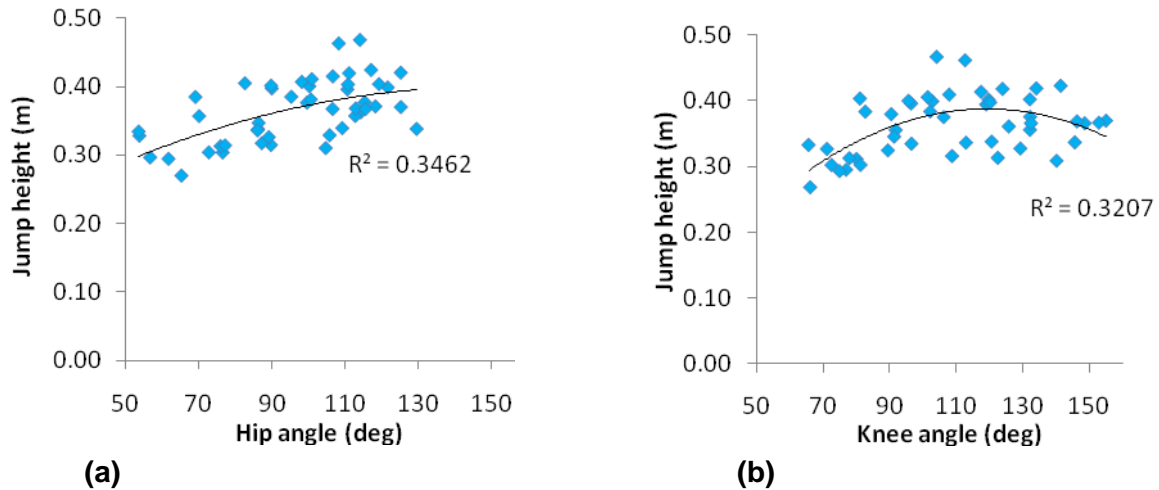 Jump height (m)
0.50
0.40
0.30
0.20
0.10
0.00
R² = 0.3462
50 70 90 110 130 150
Hip angle (deg)
(a)
Jump height (m)
0.50
0.40
0.30
0.20
0.10
0.00
R² = 0.3207
50 70 90 110 130 150
Knee angle (deg)
(b)